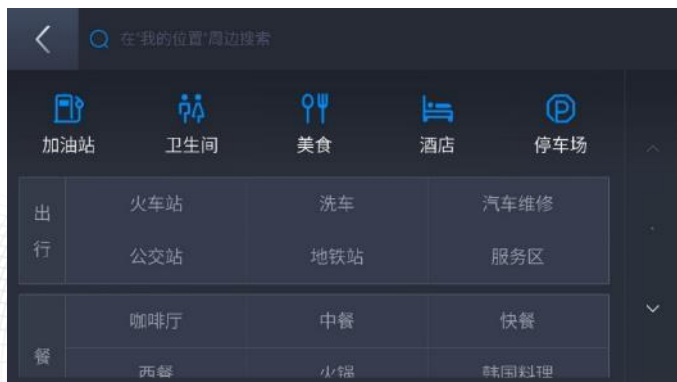 在“我的位置”周边搜索
加油站 卫生间 美食 酒店 停车场
出行
火车站 洗车 汽车维修
公交站 地铁站 服务区
餐
咖啡厅 中餐 快餐
西餐 火锅 韩国料理